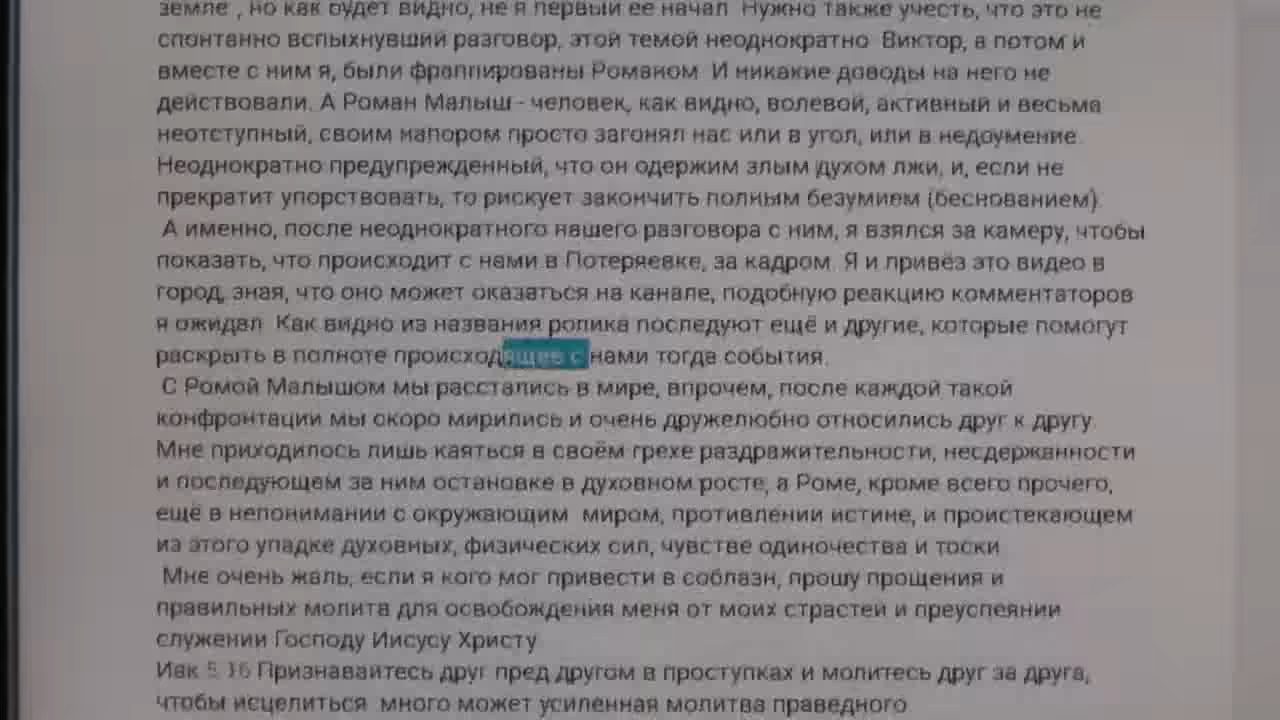 земле , но как будет видно, не я первый её начал. Нужно также учесть, что это не
спонтанно вспыхнувший разговор, этой темой неоднократно Виктор, а потом и
вместе с ним я, были фраппированы Романом. И никакие доводы на него не
действовали. А Роман Малыш - человек, как видно, волевой, активный и весьма
неотступный, своим напором просто загонял нас или в угол, или в недоумение.
Неоднократно предупрежденный, что он одержим злым духом лжи, и, если не
прекратит упорствовать, то рискует закончить полным безумием (беснованием).
А именно, после неоднократного нашего разговора с ним, я взялся за камеру, чтобы
показать, что происходит с нами в Потеряевке, за кадром. Я и привёз это видео в
город, зная, что оно может оказаться на канале, подобную реакцию комментаторов
я ожидал. Как видно из названия ролика последуют ещё и другие, которые помогут
раскрыть в полноте происходящее с нами тогда события.
С Ромой Малышом мы расстались в мире, впрочем, после каждой такой
конфронтации мы скоро мирились и очень дружелюбно относились друг к другу.
Мне приходилось лишь каяться в своём грехе раздражительности, несдержанности
и последующем за ним остановке в духовном росте, а Роме, кроме всего прочего,
ещё в непонимании с окружающим миром, противлении истине, и проистекающем
из этого упадке духовных, физических сил, чувстве одиночества и тоски.
Мне очень жаль, если я кого мог привести в соблазн, прошу прощения и
правильных молитв для освобождения меня от моих страстей и преуспеянии
служении Господу Иисусу Христу.
Иак 5:16 Признавайтесь друг пред другом в проступках и молитесь друг за друга,
чтобы исцелиться: много может усиленная молитва праведного.